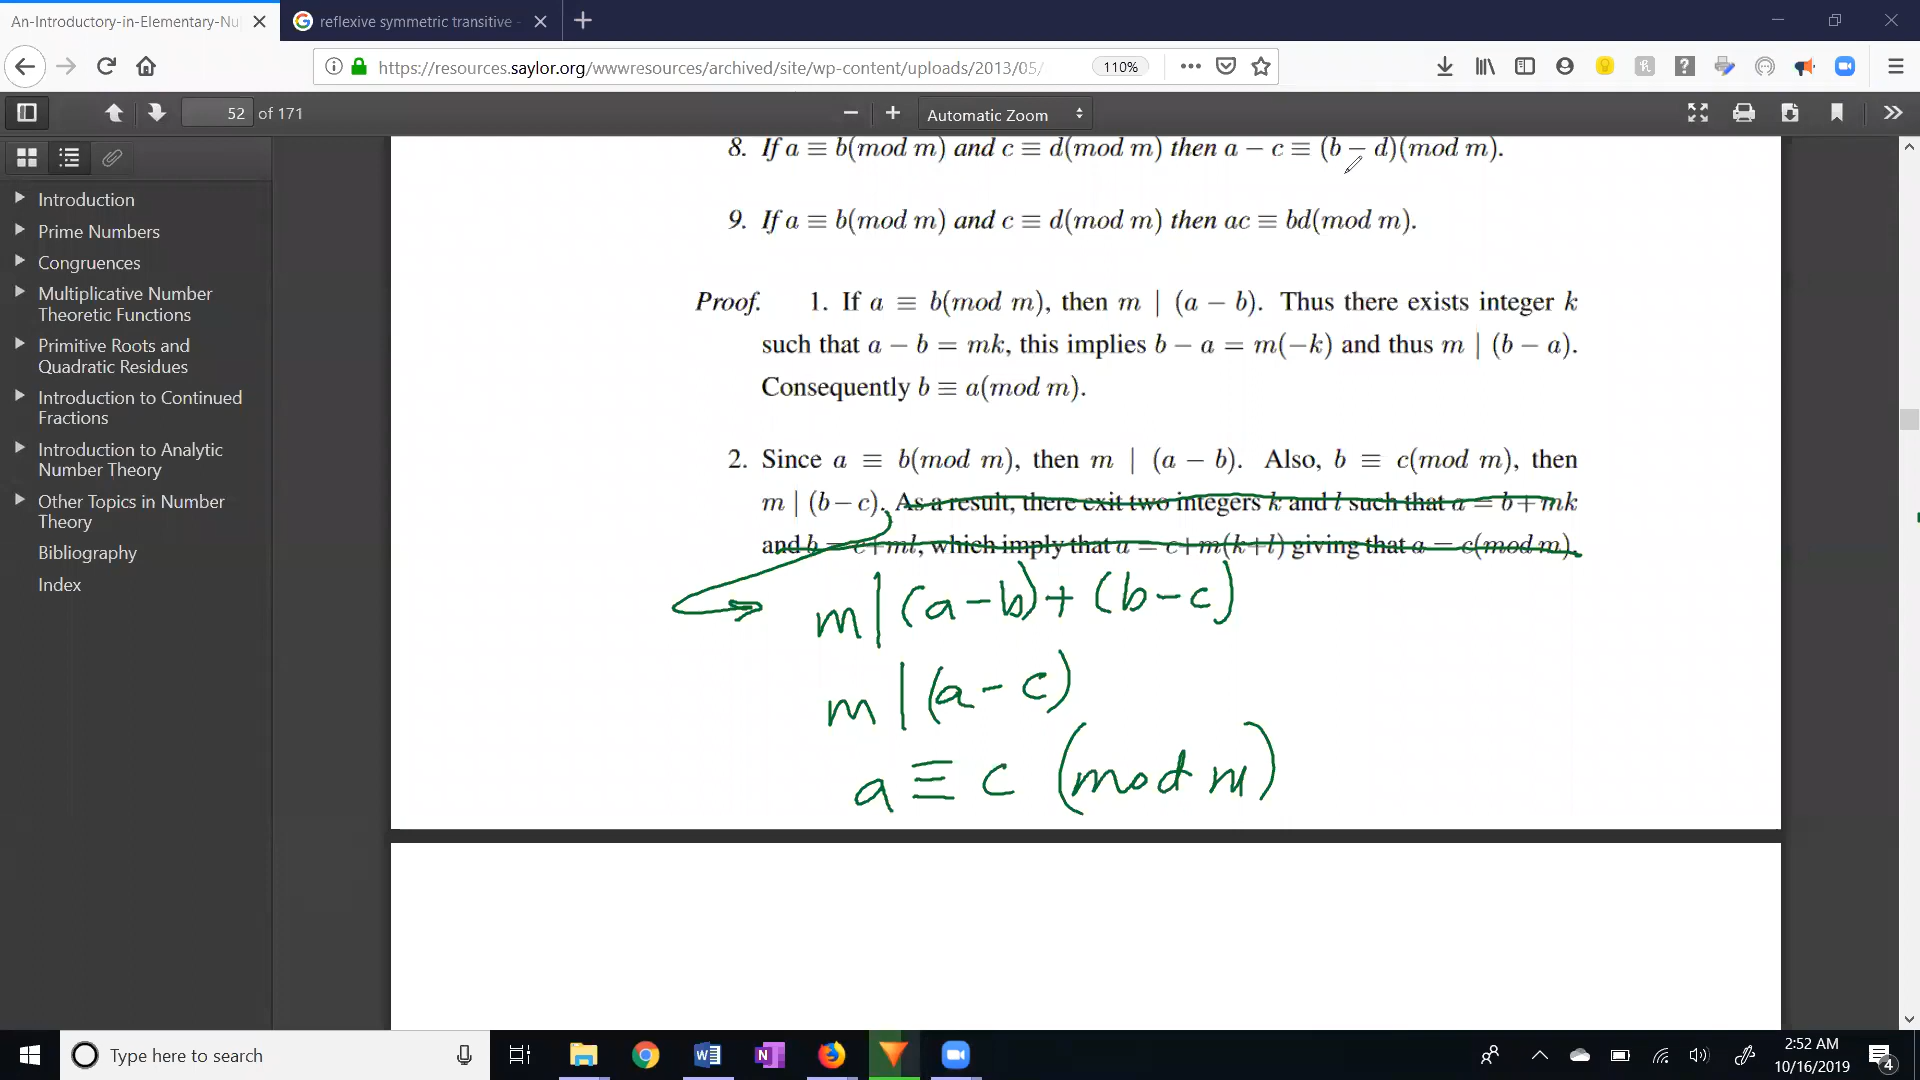 An-Introductory-in-Elementary-Nu
reflexive symmetric transitive -
https://resources.saylor.org/wwwresources/archived/site/wp-content/uploads/2013/05/
110%
52 of 171
Automatic Zoom
Introduction
Prime Numbers
Congruences
Multiplicative Number
Theoretic Functions
Primitive Roots and
Quadratic Residues
Introduction to Continued
Fractions
Introduction to Analytic
Number Theory
Other Topics in Number
Theory
Bibliography
Index
8. If a ≡ b(mod m) and c ≡ d(mod m) then a − c ≡ (b − d)(mod m).
9. If a ≡ b(mod m) and c ≡ d(mod m) then ac ≡ bd(mod m).
Proof. 1. If a ≡ b(mod m), then m | (a − b). Thus there exists integer k
such that a − b = mk, this implies b − a = m(−k) and thus m | (b − a).
Consequently b ≡ a(mod m).
2. Since a ≡ b(mod m), then m | (a − b). Also, b ≡ c(mod m), then
m | (b − c). As a result, there exit two integers k and l such that a = b + mk
and b = c + ml, which imply that a = c + m(k + l) giving that a = c(mod m).
m | (a − b) + (b − c)
m | (a − c)
a ≡ c (mod m)
Type here to search
2:52 AM
10/16/2019
4